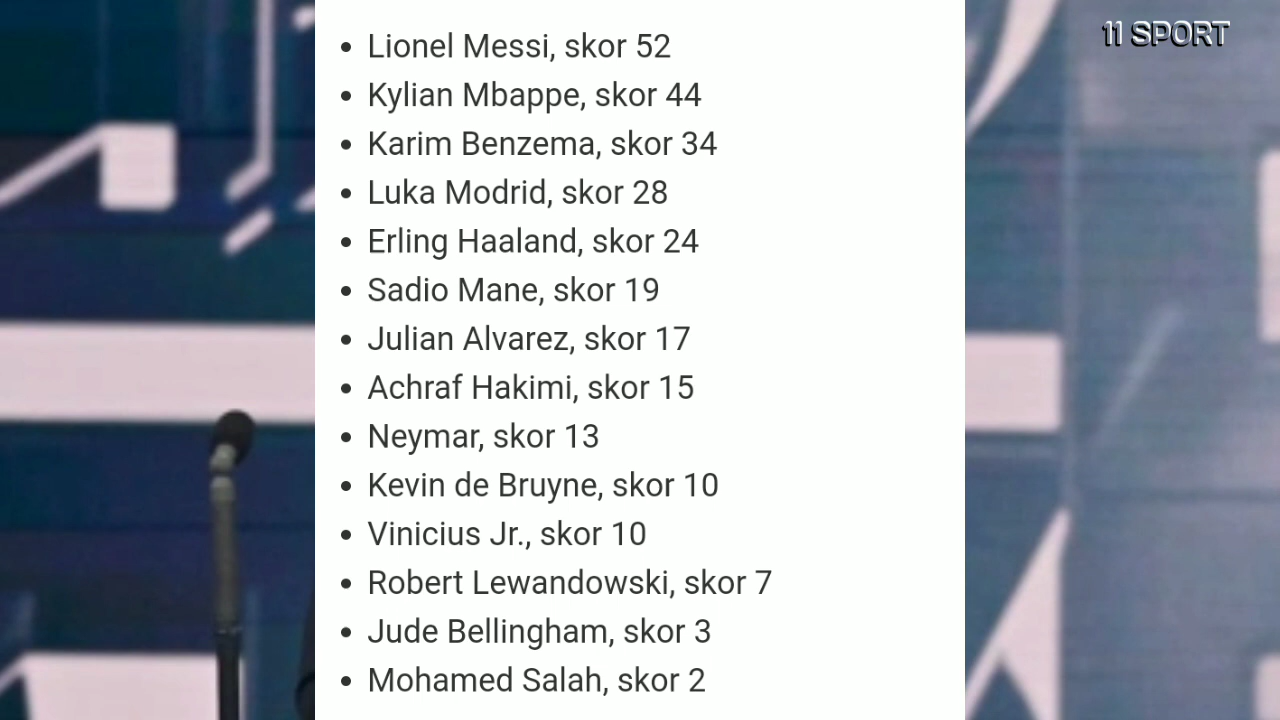 11 SPORT
Lionel Messi, skor 52
Kylian Mbappe, skor 44
Karim Benzema, skor 34
Luka Modrid, skor 28
Erling Haaland, skor 24
Sadio Mane, skor 19
Julian Alvarez, skor 17
Achraf Hakimi, skor 15
Neymar, skor 13
Kevin de Bruyne, skor 10
Vinicius Jr., skor 10
Robert Lewandowski, skor 7
Jude Bellingham, skor 3
Mohamed Salah, skor 2